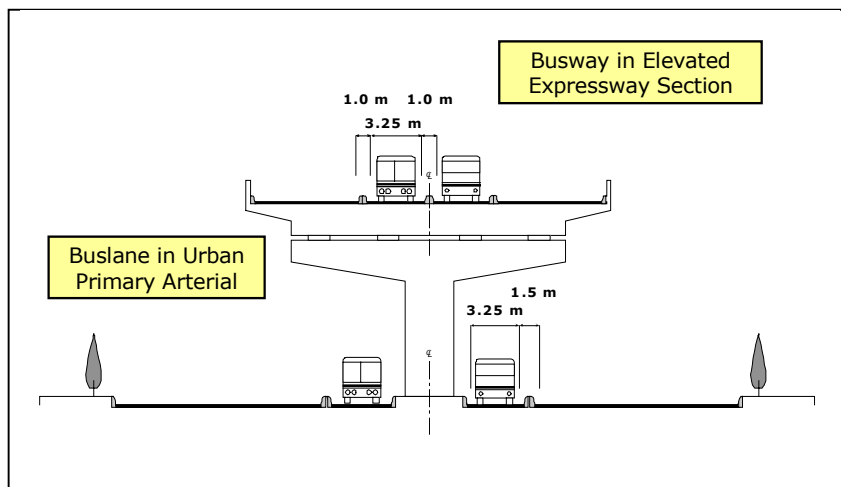 Busway in Elevated
Expressway Section
1.0 m 1.0 m
3.25 m
℄
Buslane in Urban
Primary Arterial
1.5 m
3.25 m
℄